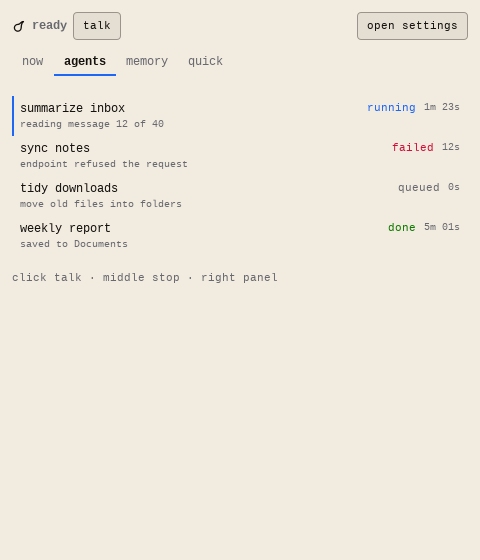 ready talk open settings
now agents memory quick
summarize inbox running 1m 23s
reading message 12 of 40
sync notes failed 12s
endpoint refused the request
tidy downloads queued 0s
move old files into folders
weekly report done 5m 01s
saved to Documents
click talk · middle stop · right panel